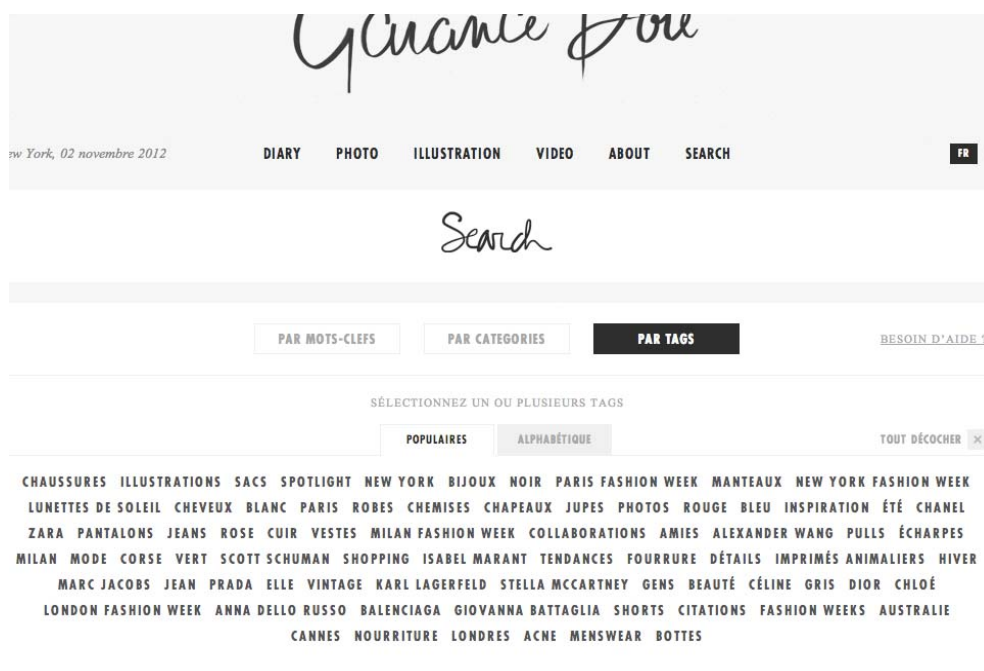 ew York, 02 novembre 2012
DIARY PHOTO ILLUSTRATION VIDEO ABOUT SEARCH
FR
Search
PAR MOTS-CLEFS PAR CATEGORIES PAR TAGS
BESOIN D'AIDE ?
SÉLECTIONNEZ UN OU PLUSIEURS TAGS
POPULAIRES ALPHABÉTIQUE
TOUT DÉCOCHER ×
CHAUSSURES ILLUSTRATIONS SACS SPOTLIGHT NEW YORK BIJOUX NOIR PARIS FASHION WEEK MANTEAUX NEW YORK FASHION WEEK
LUNETTES DE SOLEIL CHEVEUX BLANC PARIS ROBES CHEMISES CHAPEAUX JUPES PHOTOS ROUGE BLEU INSPIRATION ÉTÉ CHANEL
ZARA PANTALONS JEANS ROSE CUIR VESTES MILAN FASHION WEEK COLLABORATIONS AMIES ALEXANDER WANG PULLS ÉCHARPES
MILAN MODE CORSE VERT SCOTT SCHUMAN SHOPPING ISABEL MARANT TENDANCES FOURRURE DÉTAILS IMPRIMÉS ANIMALIERS HIVER
MARC JACOBS JEAN PRADA ELLE VINTAGE KARL LAGERFELD STELLA MCCARTNEY GENS BEAUTÉ CÉLINE GRIS DIOR CHLOÉ
LONDON FASHION WEEK ANNA DELLO RUSSO BALENCIAGA GIOVANNA BATTAGLIA SHORTS CITATIONS FASHION WEEKS AUSTRALIE
CANNES NOURRITURE LONDRES ACNE MENSWEAR BOTTES